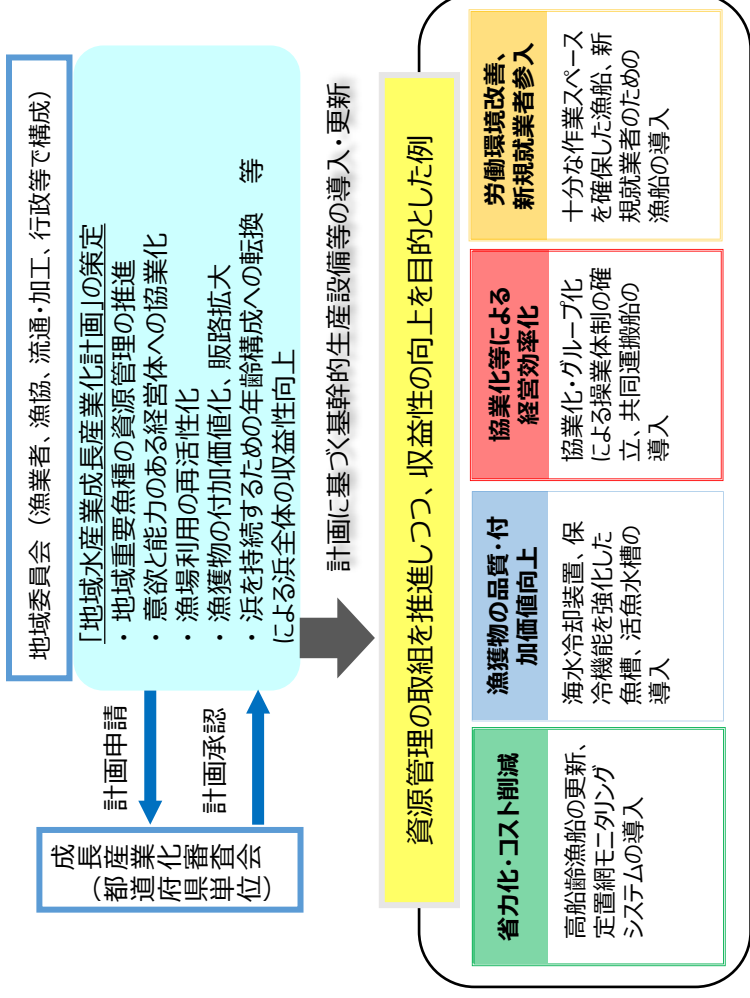 地域委員会（漁業者、漁協、流通・加工、行政等で構成）
「地域水産業成長産業化計画」の策定
・ 地域重要魚種の資源管理の推進
・ 意欲と能力のある経営体への協業化
・ 漁場利用の再活性化
・ 漁獲物の付加価値化、販路拡大
・ 浜を持続するための年齢構成への転換　等
による浜全体の収益性向上
計画申請
計画承認
成長産業化審査会
（都道府県単位）
計画に基づく基幹的生産設備等の導入・更新
資源管理の取組を推進しつつ、収益性の向上を目的とした例
省力化・コスト削減
高船齢漁船の更新、
定置網モニタリング
システムの導入
漁獲物の品質・付
加価値向上
海水冷却装置、保
冷機能を強化した
魚槽、活魚水槽の
導入
協業化等による
経営効率化
協業化・グループ化
による操業体制の確
立、共同運搬船の
導入
労働環境改善、
新規就業者参入
十分な作業スペース
を確保した漁船、新
規就業者のための
漁船の導入